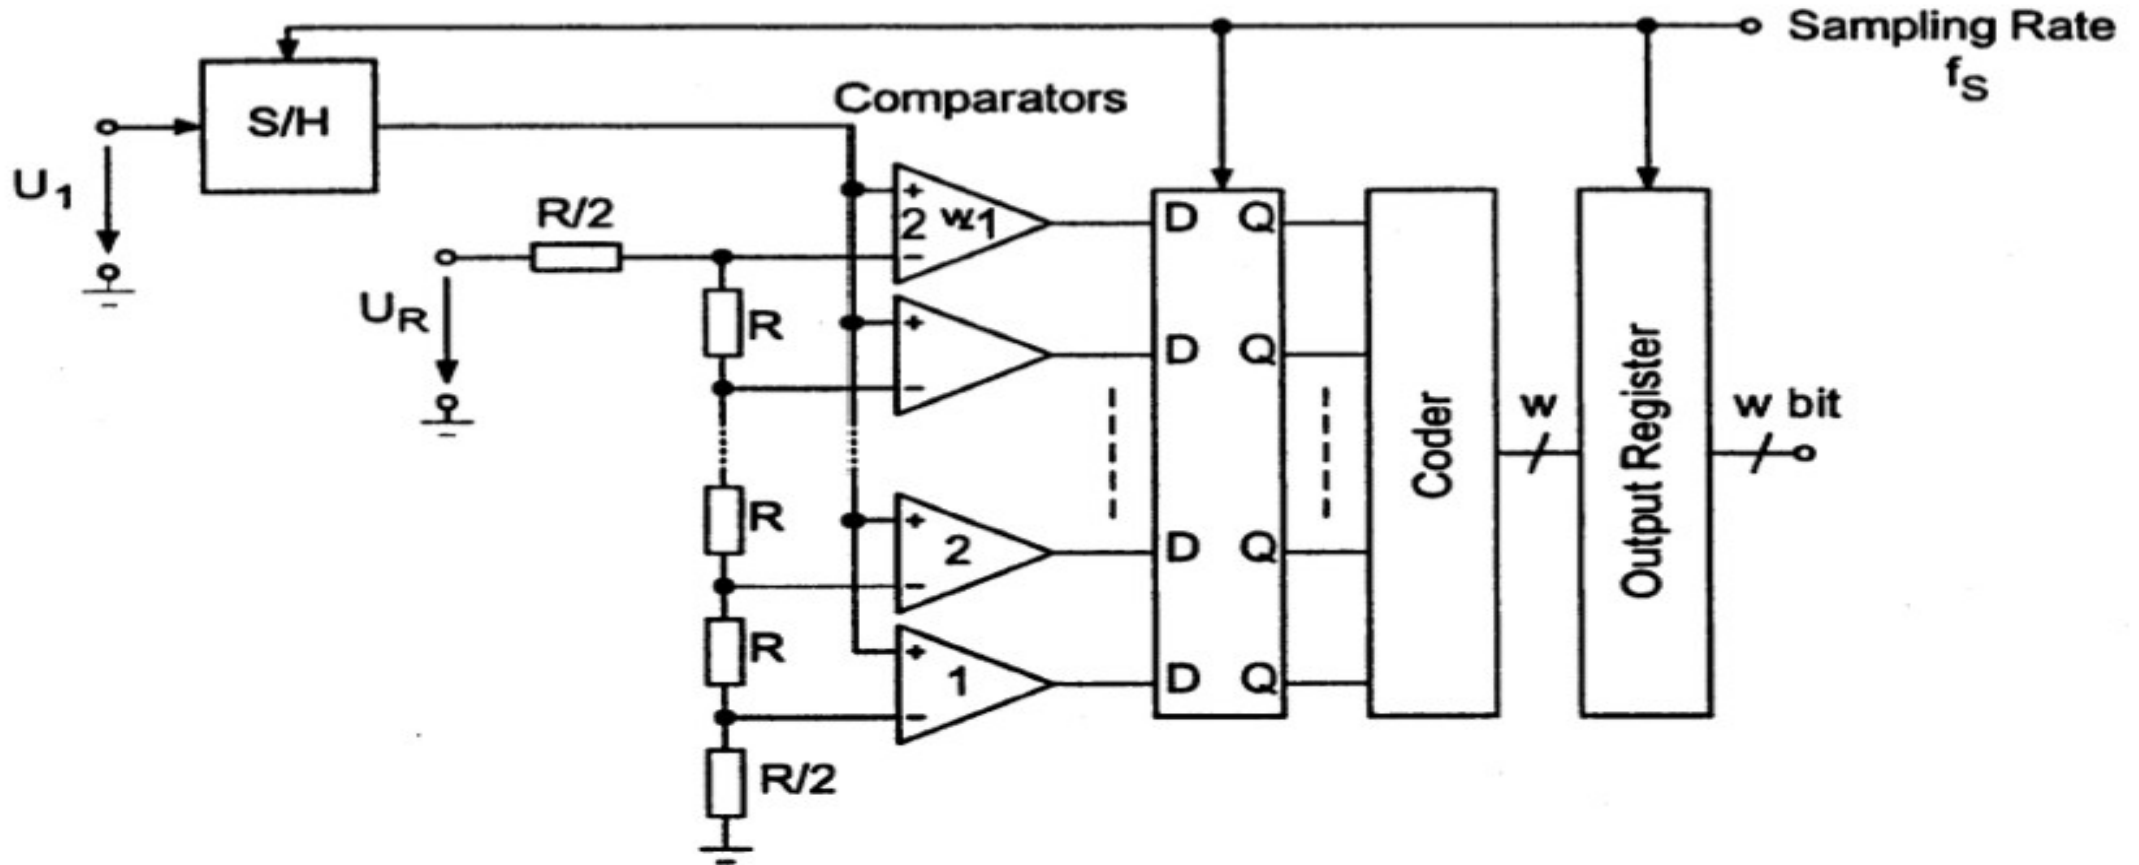 Sampling Rate
fS
Comparators
S/H
U1
R/2
UR
+
2 w-1
−
R
+
−
R
+
2
−
R
+
1
−
R/2
D Q
D Q
D Q
D Q
Coder
w
Output Register
w bit